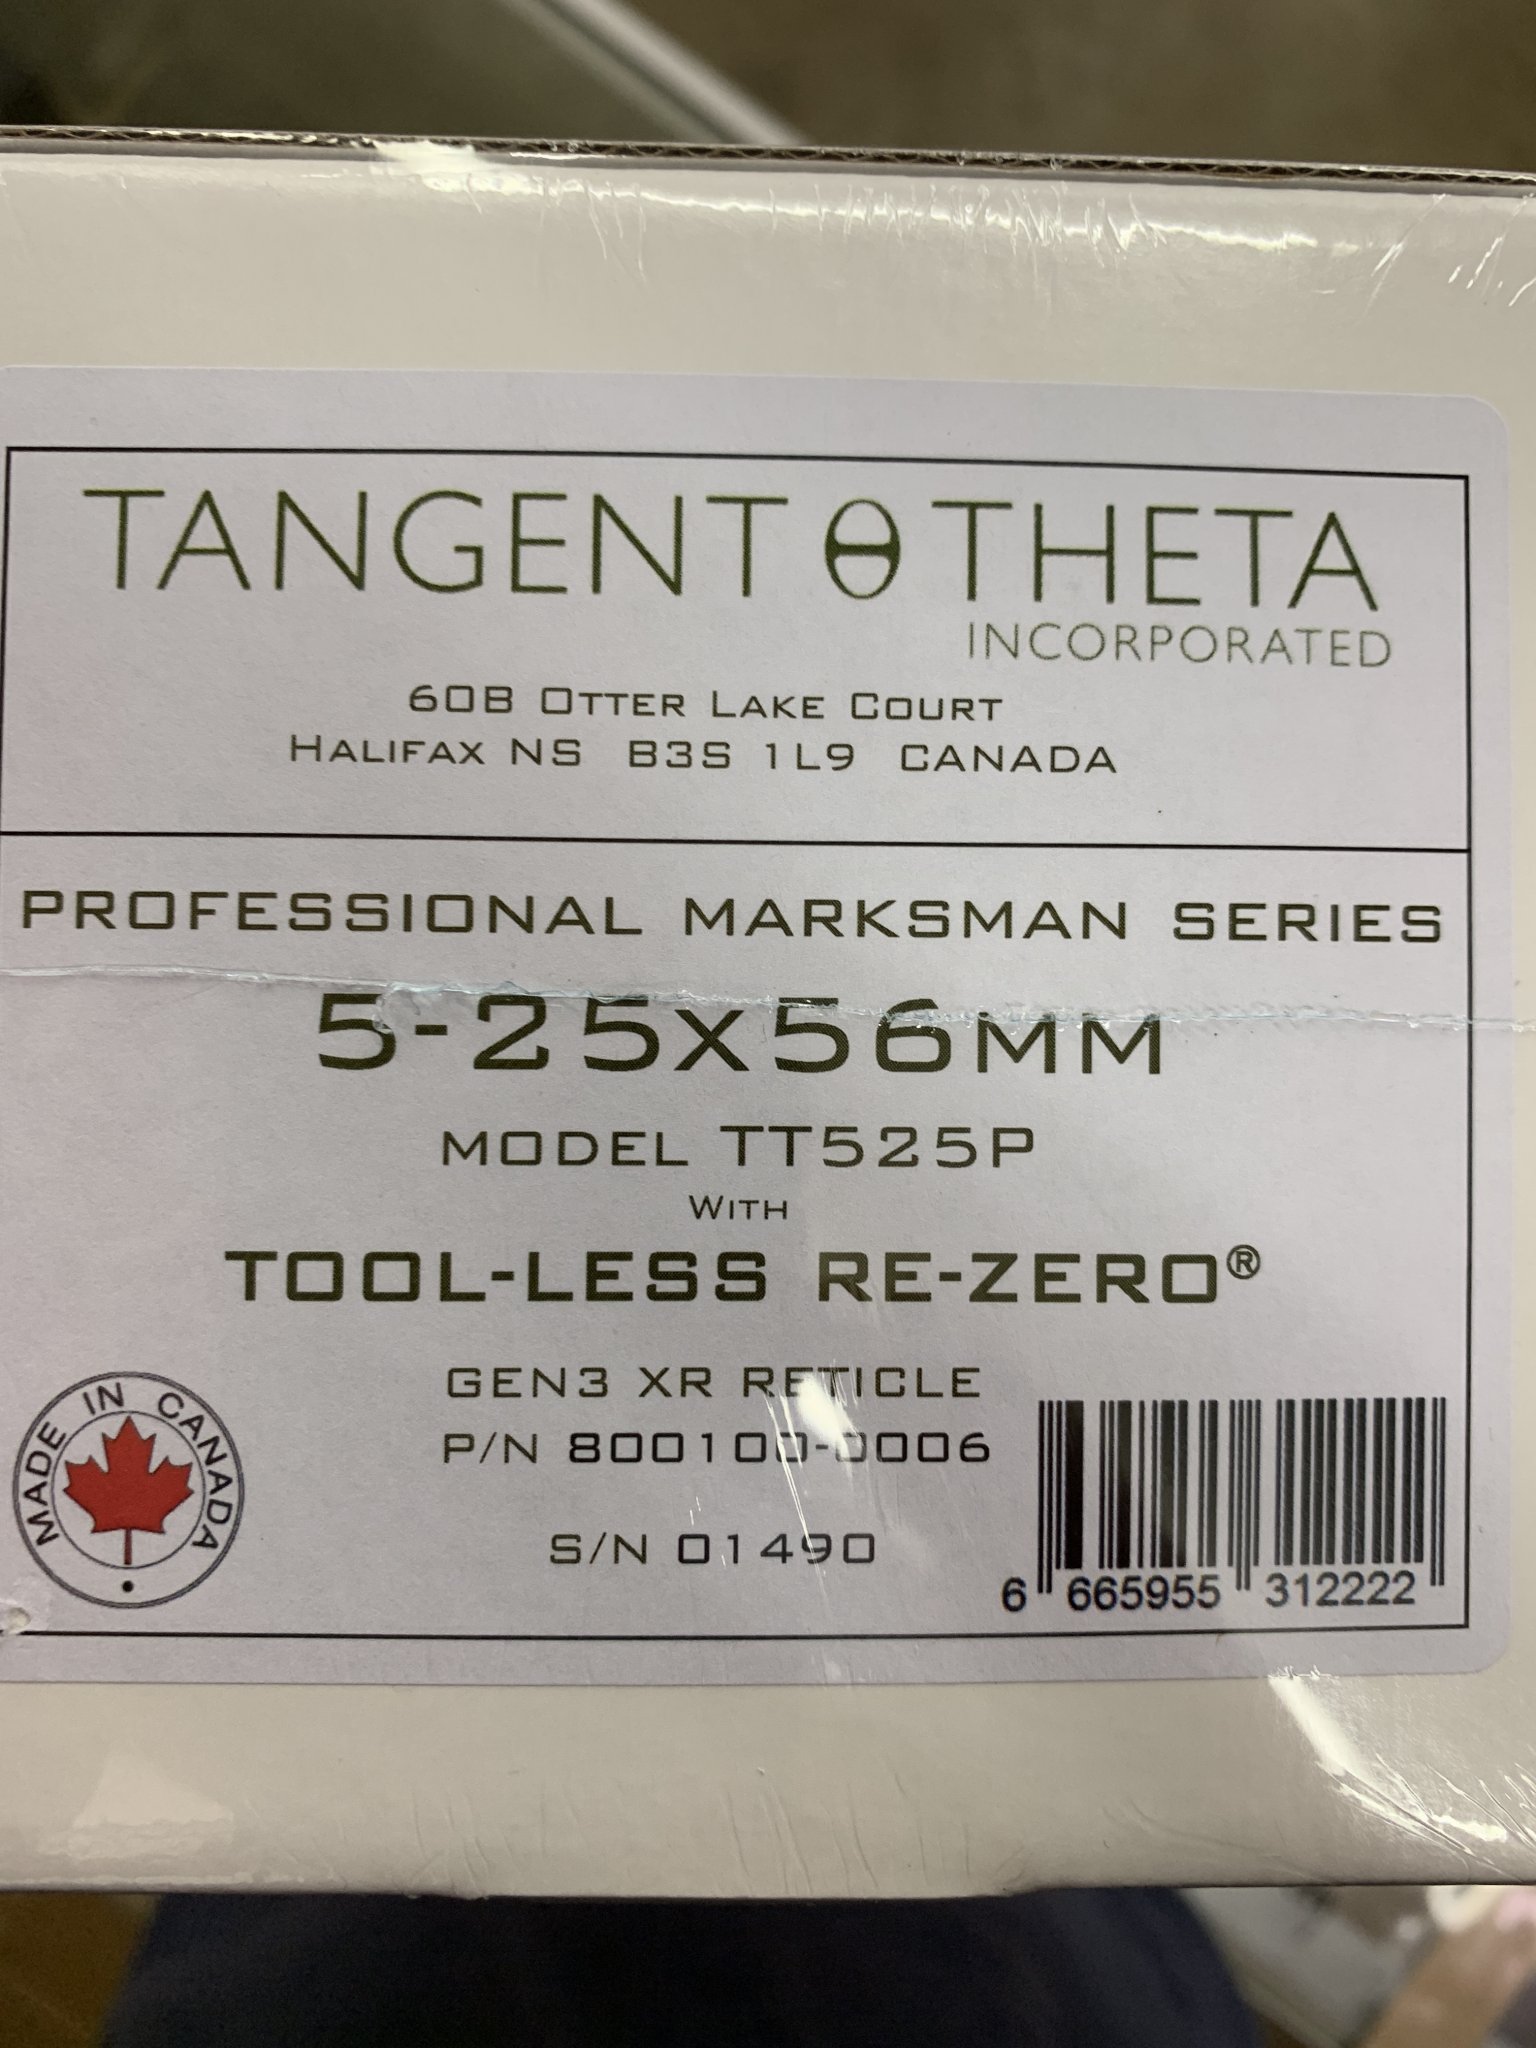 TANGENT θ THETA
INCORPORATED
60B OTTER LAKE COURT
HALIFAX NS B3S 1L9 CANADA
PROFESSIONAL MARKSMAN SERIES
5-25x56MM
MODEL TT525P
WITH
TOOL-LESS RE-ZERO®
GEN3 XR RETICLE
P/N 800100-0006
S/N 01490
MADE IN CANADA
6 665955 312222